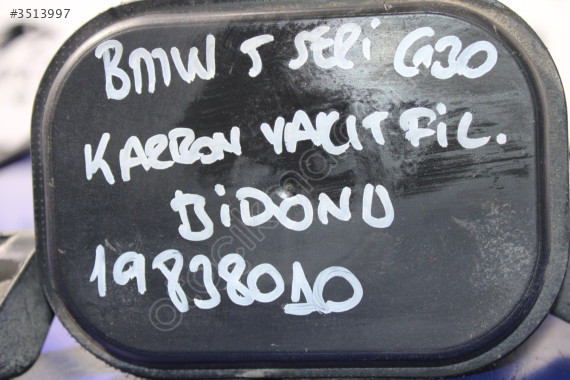 #3513997
BMW 5 SERİ G30
KARBON YAKIT FİL.
BİDONU
19838010